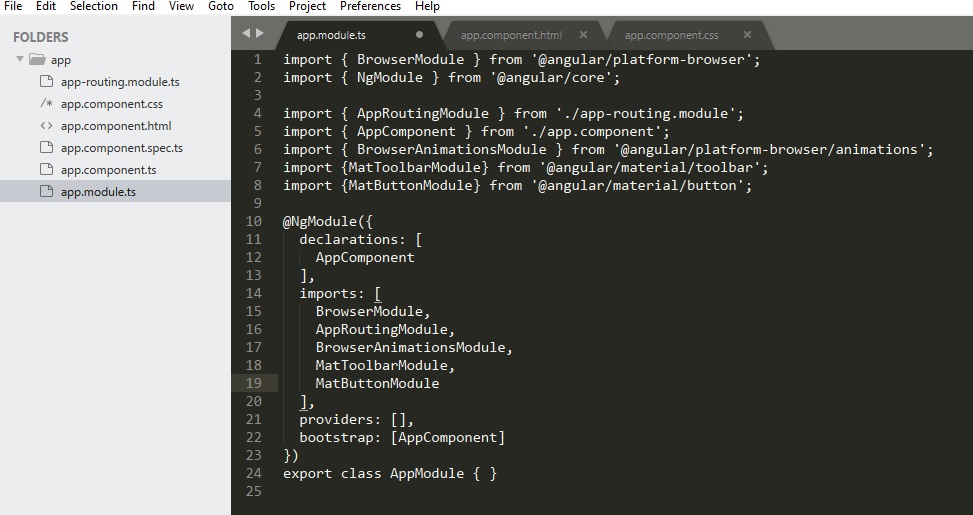 File Edit Selection Find View Goto Tools Project Preferences Help
FOLDERS
app
app-routing.module.ts
/* app.component.css
<> app.component.html
app.component.spec.ts
app.component.ts
app.module.ts
app.module.ts app.component.html app.component.css
1 import { BrowserModule } from '@angular/platform-browser';
2 import { NgModule } from '@angular/core';
3
4 import { AppRoutingModule } from './app-routing.module';
5 import { AppComponent } from './app.component';
6 import { BrowserAnimationsModule } from '@angular/platform-browser/animations';
7 import {MatToolbarModule} from '@angular/material/toolbar';
8 import {MatButtonModule} from '@angular/material/button';
9
10 @NgModule({
11   declarations: [
12     AppComponent
13   ],
14   imports: [
15     BrowserModule,
16     AppRoutingModule,
17     BrowserAnimationsModule,
18     MatToolbarModule,
19     MatButtonModule
20   ],
21   providers: [],
22   bootstrap: [AppComponent]
23 })
24 export class AppModule { }
25